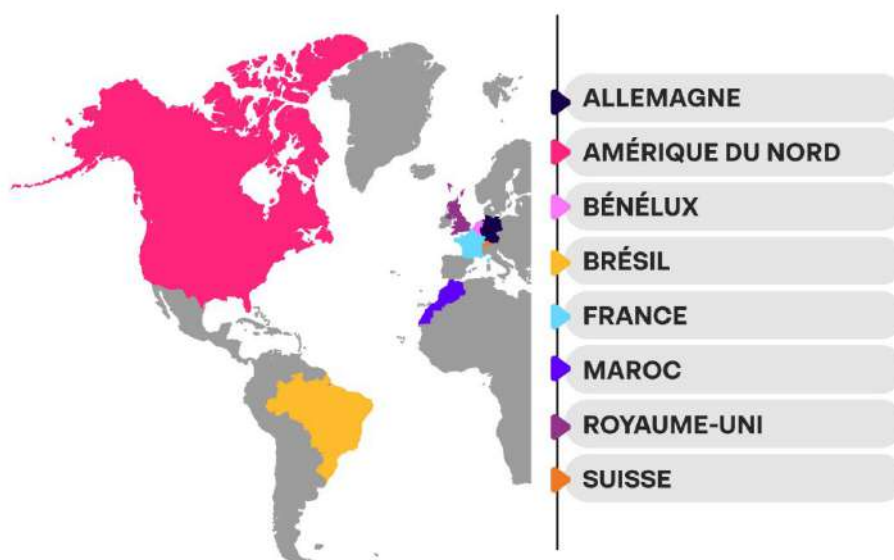 ALLEMAGNE
AMÉRIQUE DU NORD
BÉNÉLUX
BRÉSIL
FRANCE
MAROC
ROYAUME-UNI
SUISSE